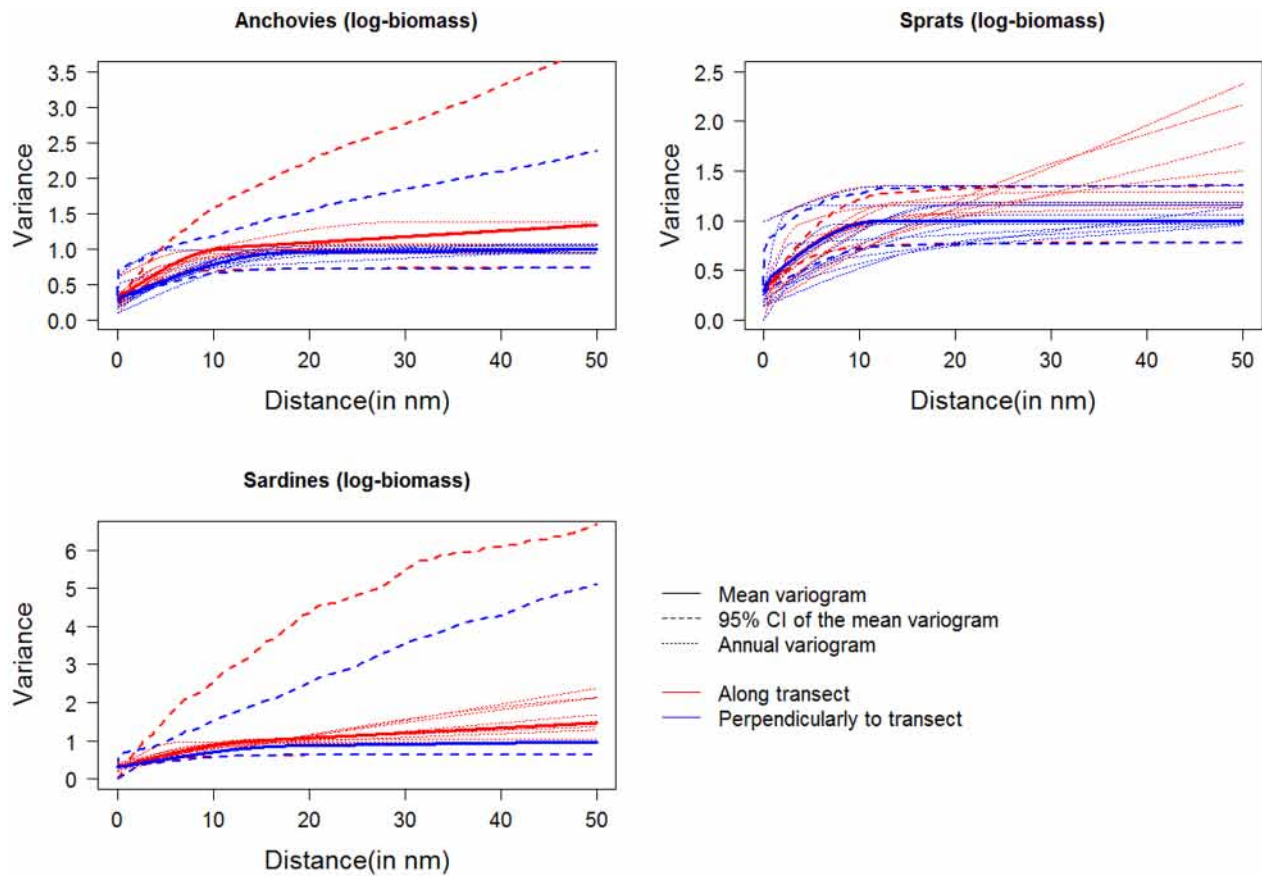 Anchovies (log-biomass)
Variance
3.5
3.0
2.5
2.0
1.5
1.0
0.5
0.0
0 10 20 30 40 50
Distance(in nm)
Sprats (log-biomass)
Variance
2.5
2.0
1.5
1.0
0.5
0.0
0 10 20 30 40 50
Distance(in nm)
Sardines (log-biomass)
Variance
6
5
4
3
2
1
0
0 10 20 30 40 50
Distance(in nm)
Mean variogram
95% CI of the mean variogram
Annual variogram
Along transect
Perpendicularly to transect